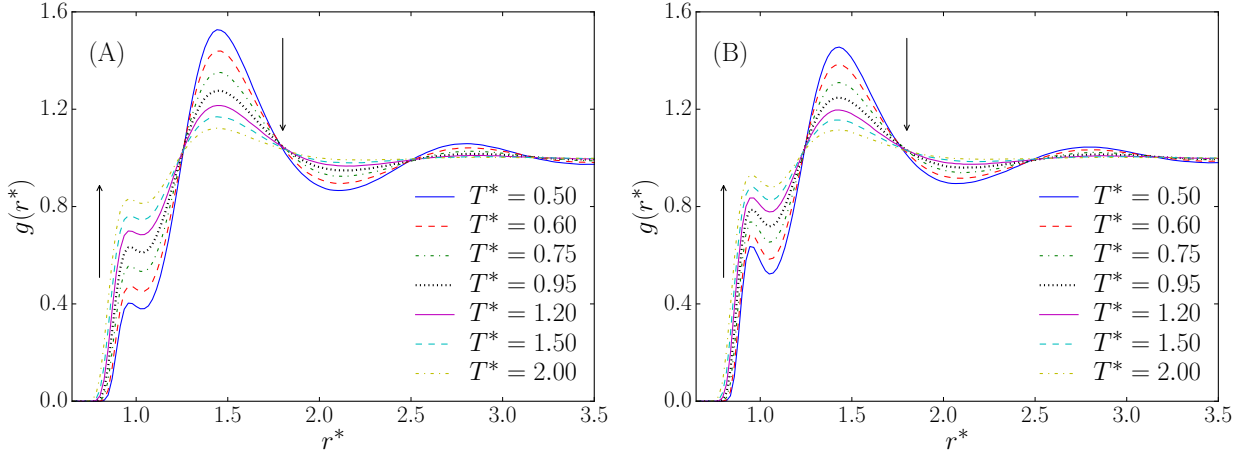 (A)
g(r*)
1.6
1.2
0.8
0.4
0.0
T* = 0.50
T* = 0.60
T* = 0.75
T* = 0.95
T* = 1.20
T* = 1.50
T* = 2.00
1.0 1.5 2.0 2.5 3.0 3.5
r*
(B)
g(r*)
1.6
1.2
0.8
0.4
0.0
T* = 0.50
T* = 0.60
T* = 0.75
T* = 0.95
T* = 1.20
T* = 1.50
T* = 2.00
1.0 1.5 2.0 2.5 3.0 3.5
r*